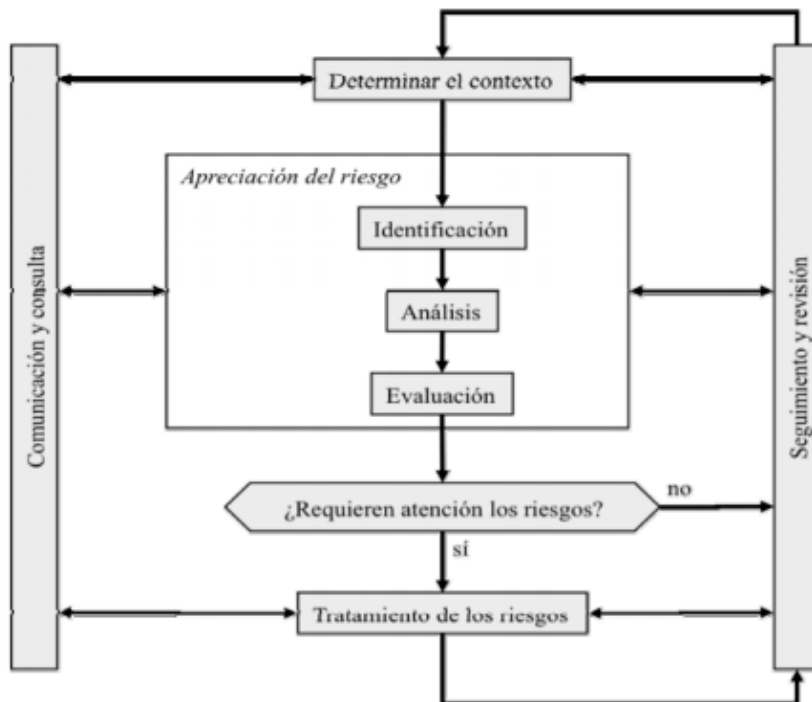 Determinar el contexto
Apreciación del riesgo
Identificación
Análisis
Evaluación
¿Requieren atención los riesgos?
no
sí
Tratamiento de los riesgos
Comunicación y consulta
Seguimiento y revisión